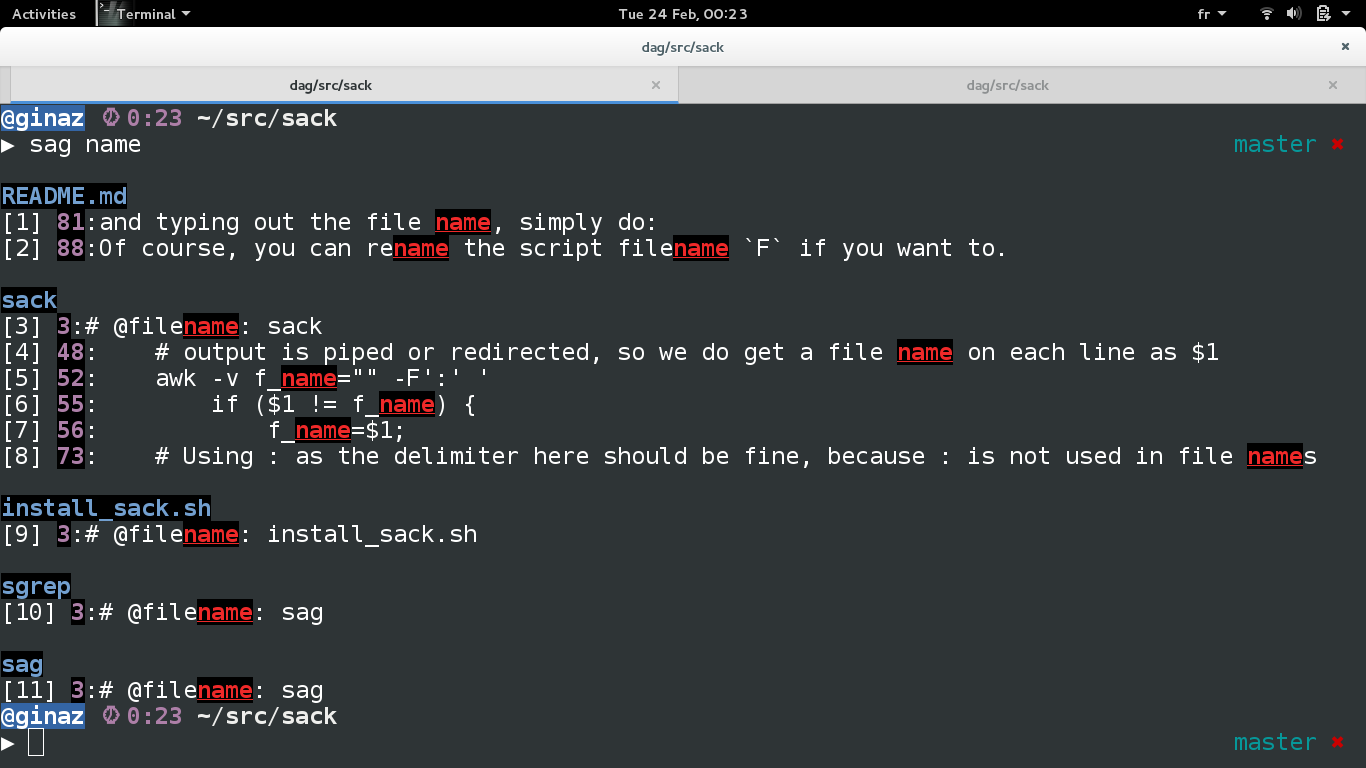 Activities Terminal Tue 24 Feb, 00:23 fr
dag/src/sack ×
dag/src/sack × dag/src/sack ×
@ginaz 0:23 ~/src/sack
▶ sag name master ✖
README.md
[1] 81:and typing out the file name, simply do:
[2] 88:Of course, you can rename the script filename `F` if you want to.
sack
[3] 3:# @filename: sack
[4] 48:    # output is piped or redirected, so we do get a file name on each line as $1
[5] 52:    awk -v f_name="" -F':' '
[6] 55:        if ($1 != f_name) {
[7] 56:            f_name=$1;
[8] 73:    # Using : as the delimiter here should be fine, because : is not used in file names
install_sack.sh
[9] 3:# @filename: install_sack.sh
sgrep
[10] 3:# @filename: sag
sag
[11] 3:# @filename: sag
@ginaz 0:23 ~/src/sack
▶ master ✖